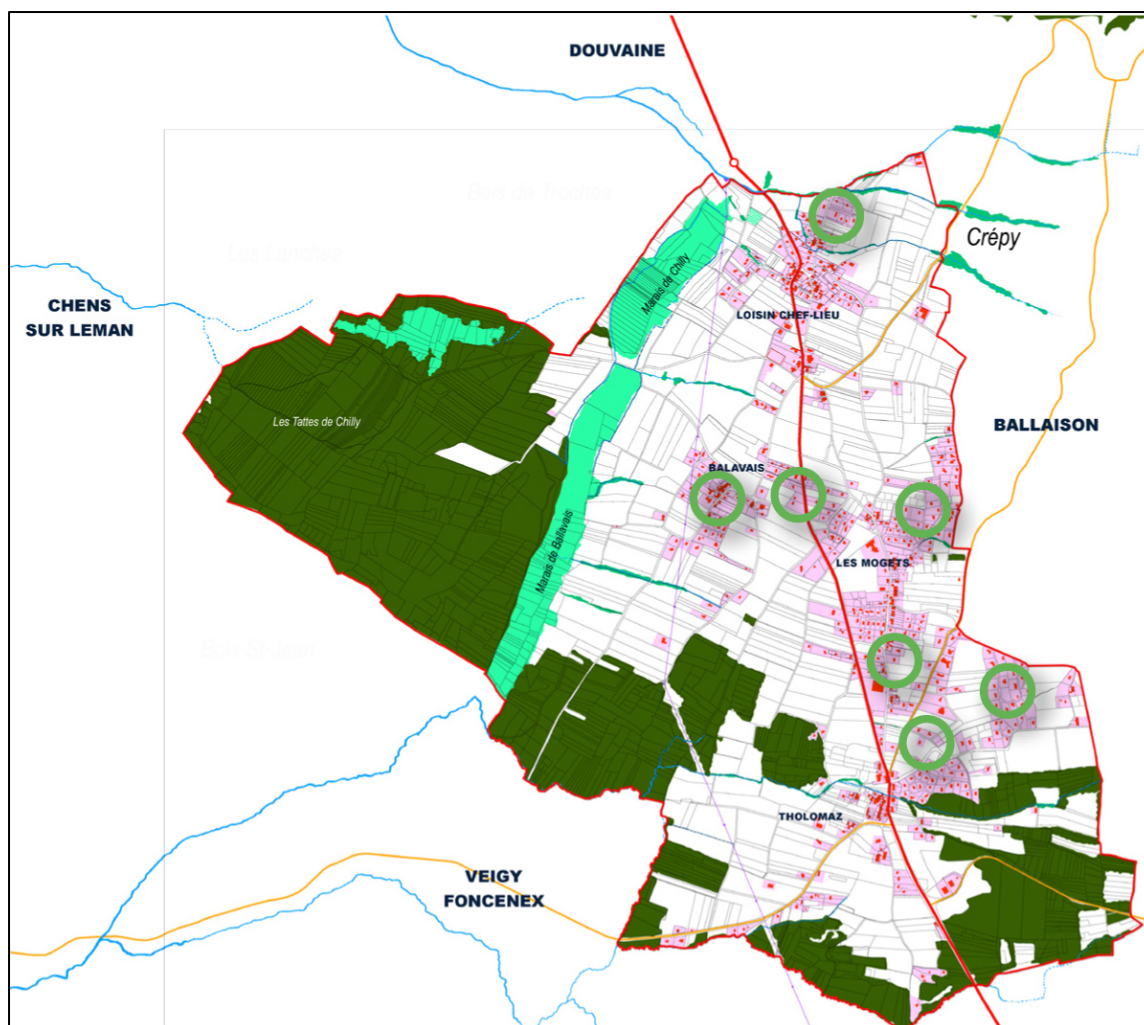 DOUVAINE
Bois de Troches
Crépy
Les Lanches
Marais de Chilly
CHENS
SUR LEMAN
LOISIN CHEF-LIEU
Les Tattes de Chilly
BALLAISON
BALAVAIS
Marais de Ballavais
LES MOGETS
Bois St-Jean
THOLOMAZ
VEIGY
FONCENEX